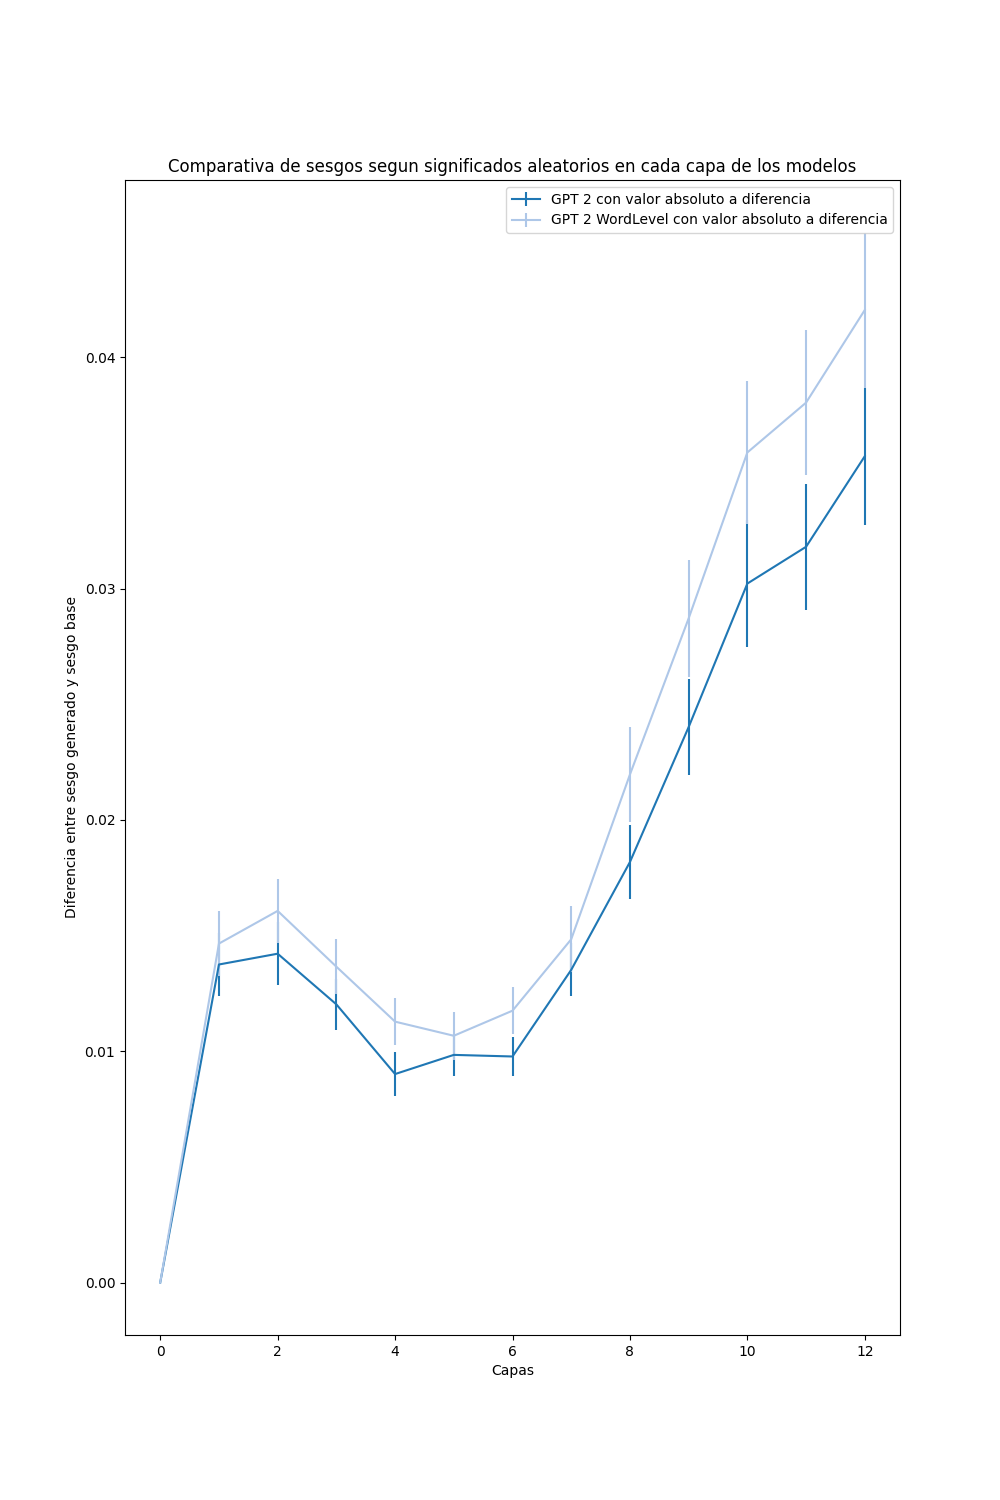 Comparativa de sesgos segun significados aleatorios en cada capa de los modelos
GPT 2 con valor absoluto a diferencia
GPT 2 WordLevel con valor absoluto a diferencia
Diferencia entre sesgo generado y sesgo base
0.04
0.03
0.02
0.01
0.00
0 2 4 6 8 10 12
Capas